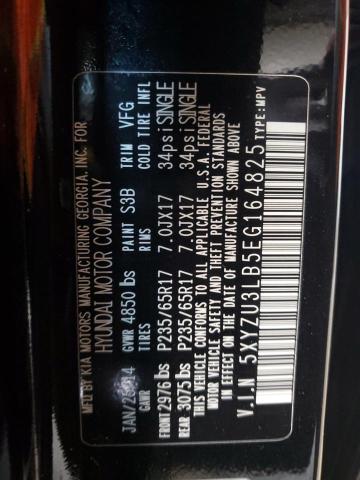 MFD BY KIA MOTORS MANUFACTURING GEORGIA, INC. FOR
HYUNDAI MOTOR COMPANY
GVWR 4850 lbs PAINT S3B TRIM VFG
GAWR TIRES RIMS COLD TIRE INFL
FRONT 2976 lbs P235/65R17 7.0JX17 34psi SINGLE
REAR 3075 lbs P235/65R17 7.0JX17 34psi SINGLE
THIS VEHICLE CONFORMS TO ALL APPLICABLE U.S.A. FEDERAL
MOTOR VEHICLE SAFETY AND THEFT PREVENTION STANDARDS
IN EFFECT ON THE DATE OF MANUFACTURE SHOWN ABOVE
V.I.N 5XYZU3LB5EG164825 TYPE:MPV